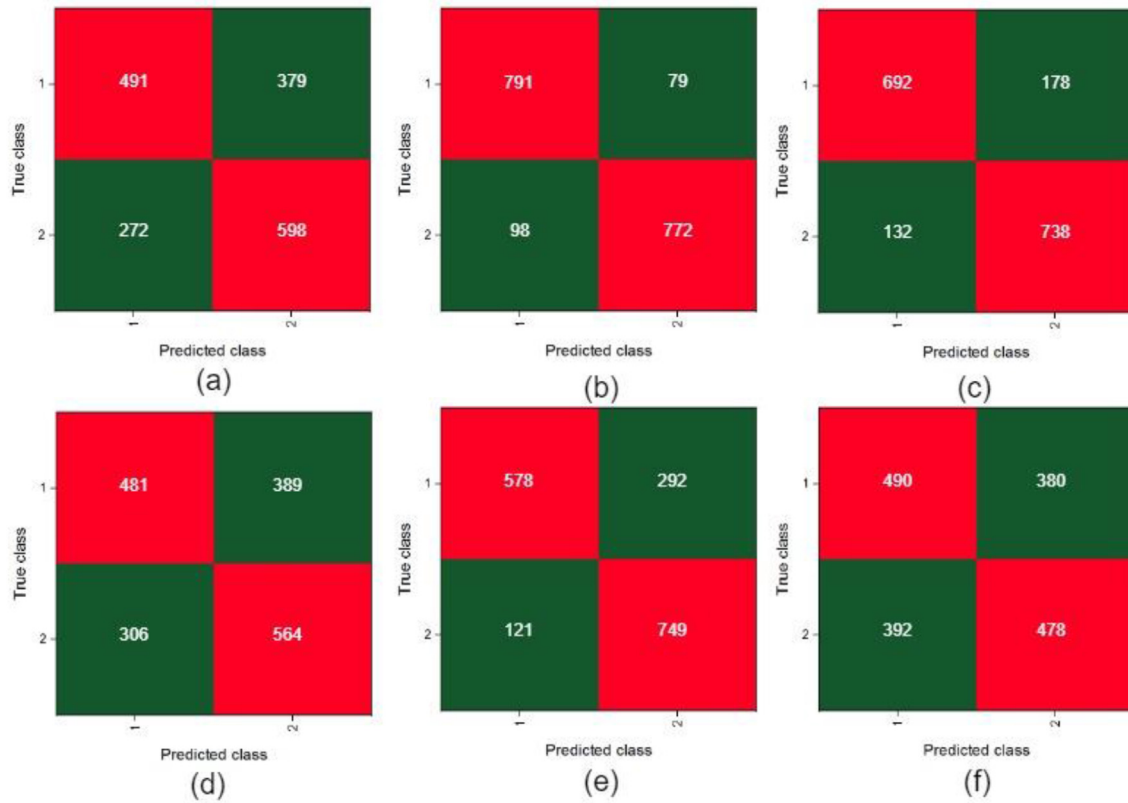 1
491
379
791
79
692
178
True class
2
272
598
98
772
132
738
1
2
Predicted class
(a)
True class
1
2
1
2
Predicted class
(b)
True class
1
2
1
2
Predicted class
(c)
1
481
389
578
292
490
380
True class
2
306
564
121
749
392
478
1
2
Predicted class
(d)
True class
1
2
1
2
Predicted class
(e)
True class
1
2
1
2
Predicted class
(f)